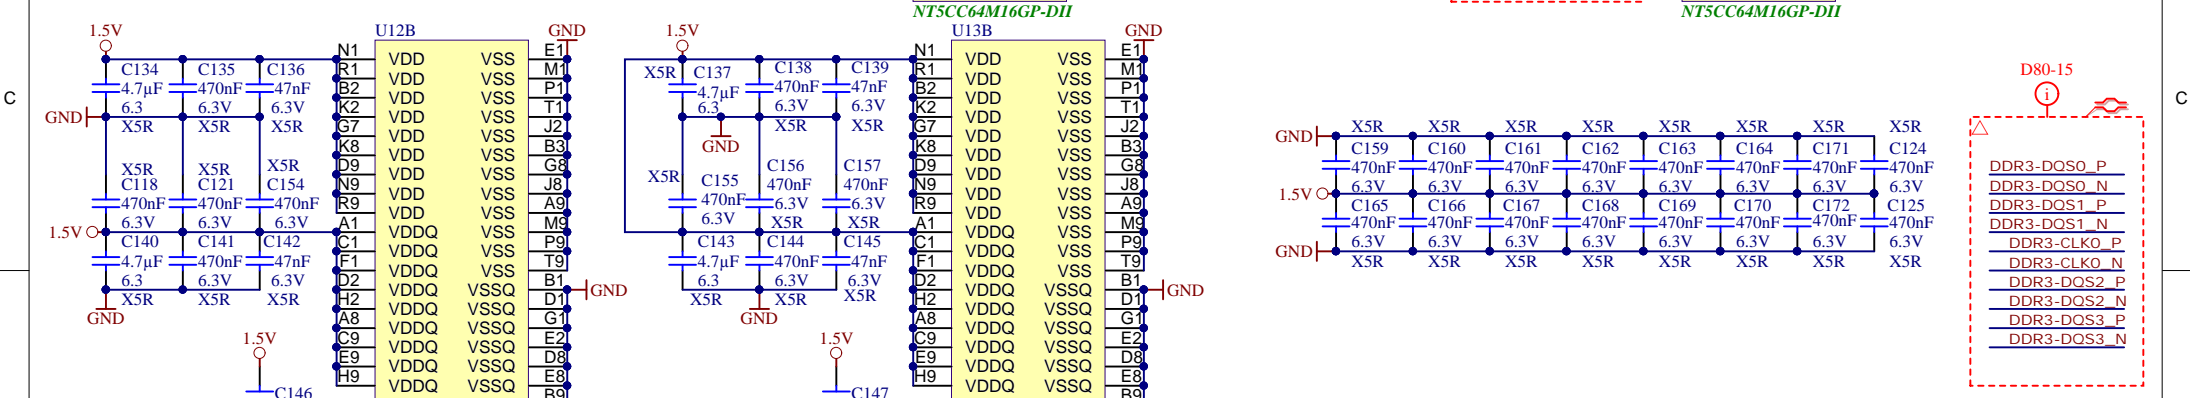 NT5CC64M16GP-DII
NT5CC64M16GP-DII
C
C
1.5V
U12B
GND
C134
4.7µF
6.3
X5R
C135
470nF
6.3V
X5R
C136
47nF
6.3V
X5R
GND
X5R
C118
470nF
6.3V
X5R
C121
470nF
6.3V
X5R
C154
470nF
6.3V
1.5V
C140
4.7µF
6.3
X5R
C141
470nF
6.3V
X5R
C142
47nF
6.3V
X5R
GND
1.5V
C146
N1 VDD VSS E1
R1 VDD VSS M1
B2 VDD VSS P1
K2 VDD VSS T1
G7 VDD VSS J2
K8 VDD VSS B3
D9 VDD VSS G8
N9 VDD VSS J8
R9 VDD VSS A9
A1 VDDQ VSS M9
C1 VDDQ VSS P9
F1 VDDQ VSS T9
D2 VDDQ VSSQ B1 GND
H2 VDDQ VSSQ D1
A8 VDDQ VSSQ G1
C9 VDDQ VSSQ E2
E9 VDDQ VSSQ D8
H9 VDDQ VSSQ E8
B9
1.5V
U13B
GND
X5R
C137
4.7µF
6.3
C138
470nF
6.3V
X5R
C139
47nF
6.3V
X5R
GND
X5R
C155
470nF
6.3V
C156
470nF
6.3V
X5R
C157
470nF
6.3V
X5R
C143
4.7µF
6.3
X5R
C144
470nF
6.3V
X5R
C145
47nF
6.3V
X5R
GND
1.5V
C147
N1 VDD VSS E1
R1 VDD VSS M1
B2 VDD VSS P1
K2 VDD VSS T1
G7 VDD VSS J2
K8 VDD VSS B3
D9 VDD VSS G8
N9 VDD VSS J8
R9 VDD VSS A9
A1 VDDQ VSS M9
C1 VDDQ VSS P9
F1 VDDQ VSS T9
D2 VDDQ VSSQ B1 GND
H2 VDDQ VSSQ D1
A8 VDDQ VSSQ G1
C9 VDDQ VSSQ E2
E9 VDDQ VSSQ D8
H9 VDDQ VSSQ E8
B9
GND X5R X5R X5R X5R X5R X5R X5R X5R
C159 C160 C161 C162 C163 C164 C171 C124
470nF 470nF 470nF 470nF 470nF 470nF 470nF 470nF
1.5V 6.3V 6.3V 6.3V 6.3V 6.3V 6.3V 6.3V 6.3V
C165 C166 C167 C168 C169 C170 C172 C125
470nF 470nF 470nF 470nF 470nF 470nF 470nF 470nF
6.3V 6.3V 6.3V 6.3V 6.3V 6.3V 6.3V 6.3V
GND X5R X5R X5R X5R X5R X5R X5R X5R
D80-15
i
DDR3-DQS0_P
DDR3-DQS0_N
DDR3-DQS1_P
DDR3-DQS1_N
DDR3-CLK0_P
DDR3-CLK0_N
DDR3-DQS2_P
DDR3-DQS2_N
DDR3-DQS3_P
DDR3-DQS3_N